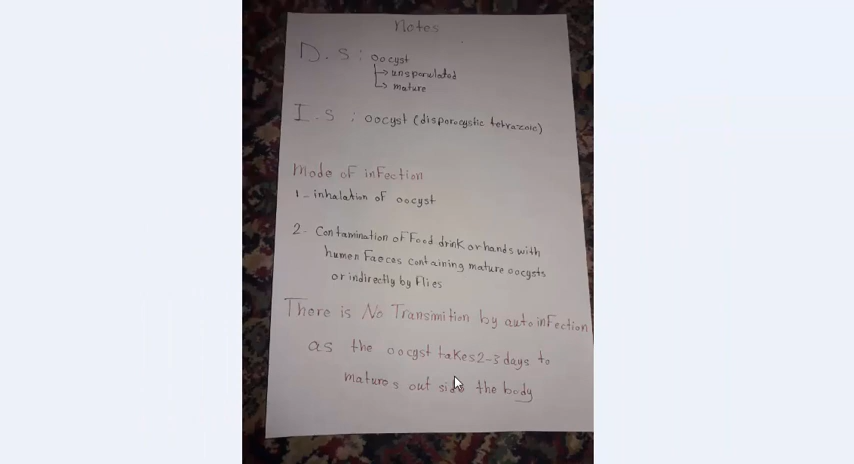 Notes
D. S : oocyst
→ unsporulated
→ mature
I. S : oocyst (disporocystic tetrazoic)
Mode of infection
1 - inhalation of oocyst
2 - Contamination of Food drink or hands with
human Faeces containing mature oocysts
or indirectly by Flies
There is No Transmition by autoinfection
as the oocyst takes 2-3 days to
matures out side the body